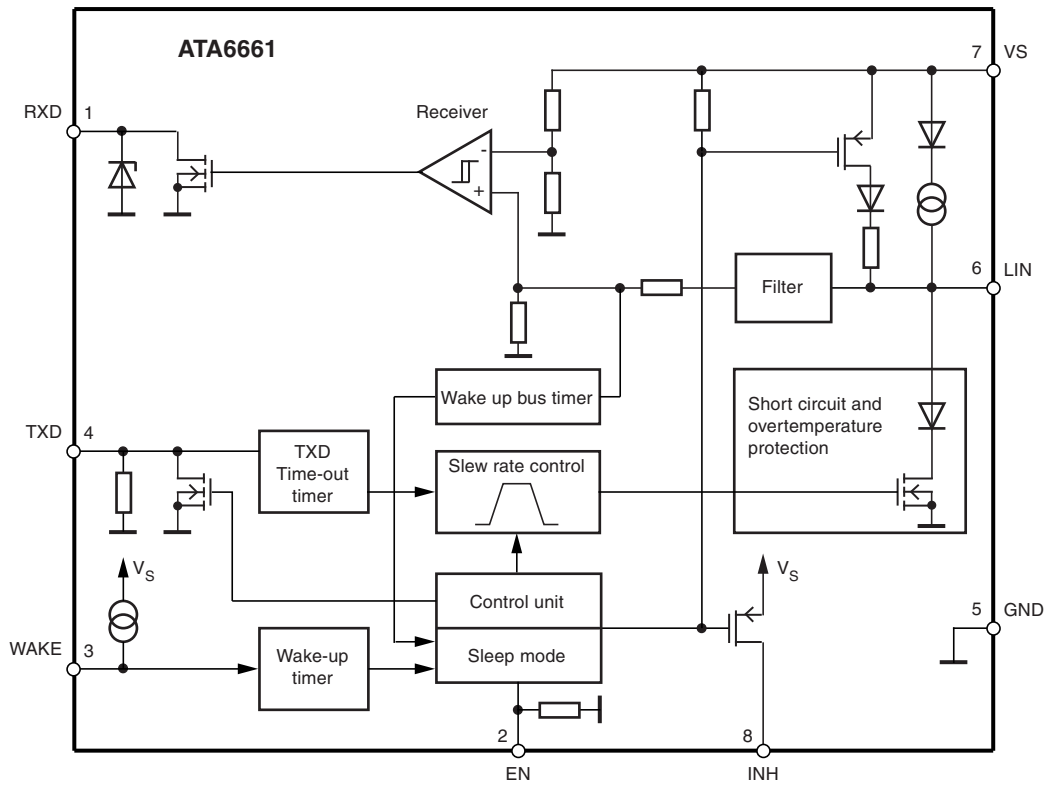 ATA6661
7
VS
RXD
1
Receiver
-
+
6
LIN
Filter
Wake up bus timer
Short circuit and
overtemperature
protection
TXD
4
TXD
Time-out
timer
Slew rate control
VS
VS
Control unit
5
GND
WAKE
3
Wake-up
timer
Sleep mode
2
8
EN
INH